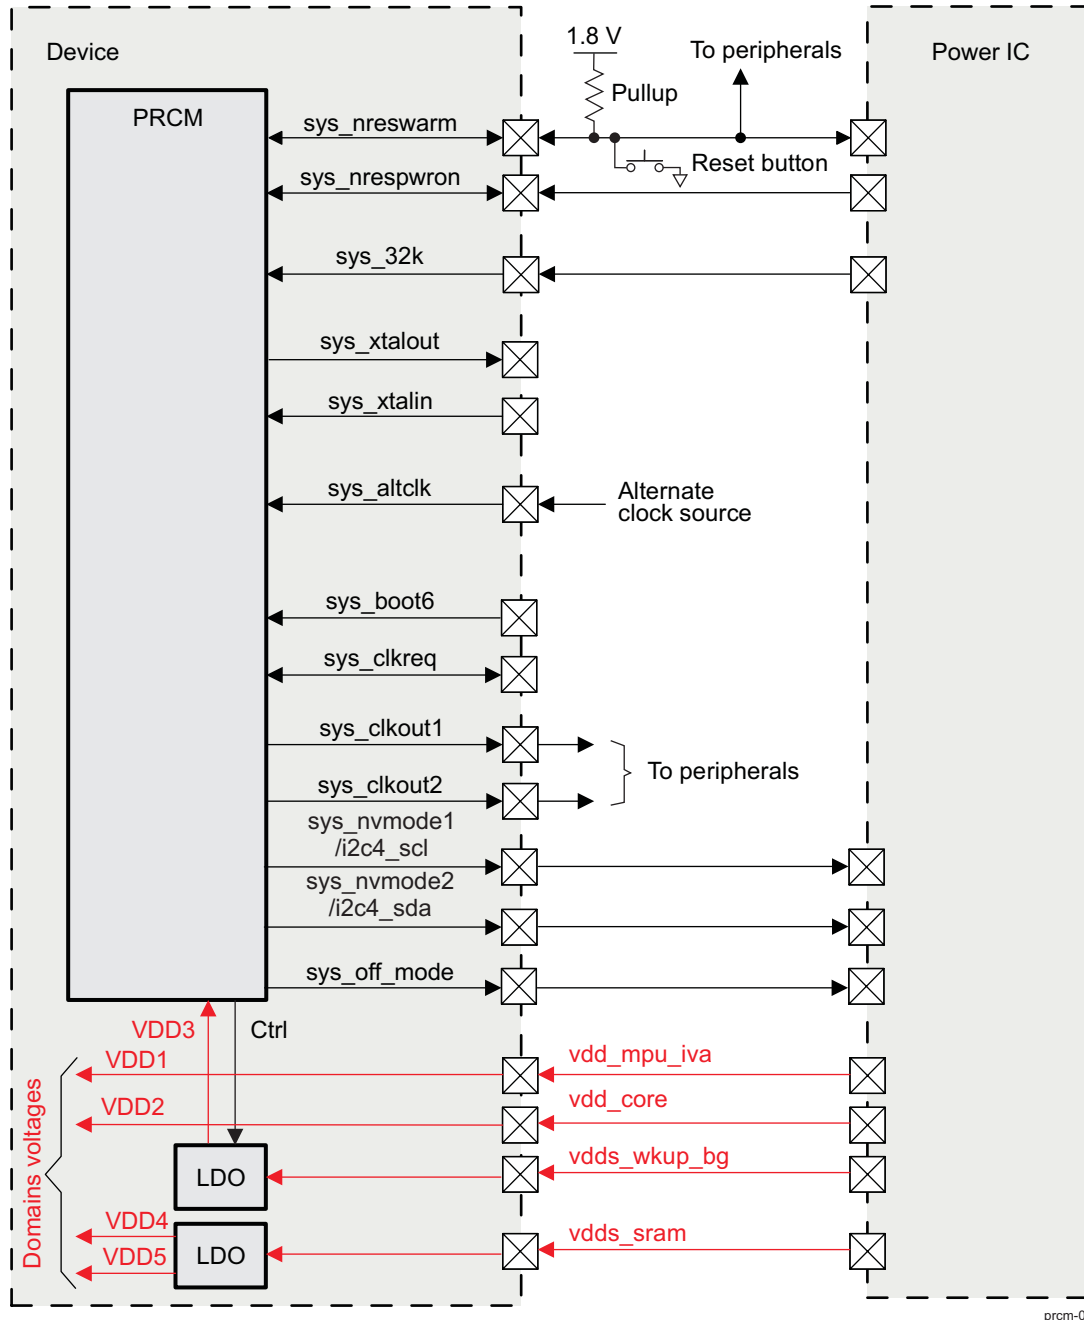 Device
1.8 V
To peripherals
Power IC
Pullup
PRCM
sys_nreswarm
Reset button
sys_nrespwron
sys_32k
sys_xtalout
sys_xtalin
sys_altclk
Alternate
clock source
sys_boot6
sys_clkreq
sys_clkout1
To peripherals
sys_clkout2
sys_nvmode1
/i2c4_scl
sys_nvmode2
/i2c4_sda
sys_off_mode
VDD3
Ctrl
VDD1
vdd_mpu_iva
VDD2
vdd_core
Domains voltages
LDO
vdds_wkup_bg
VDD4
VDD5
LDO
vdds_sram
prcm-0